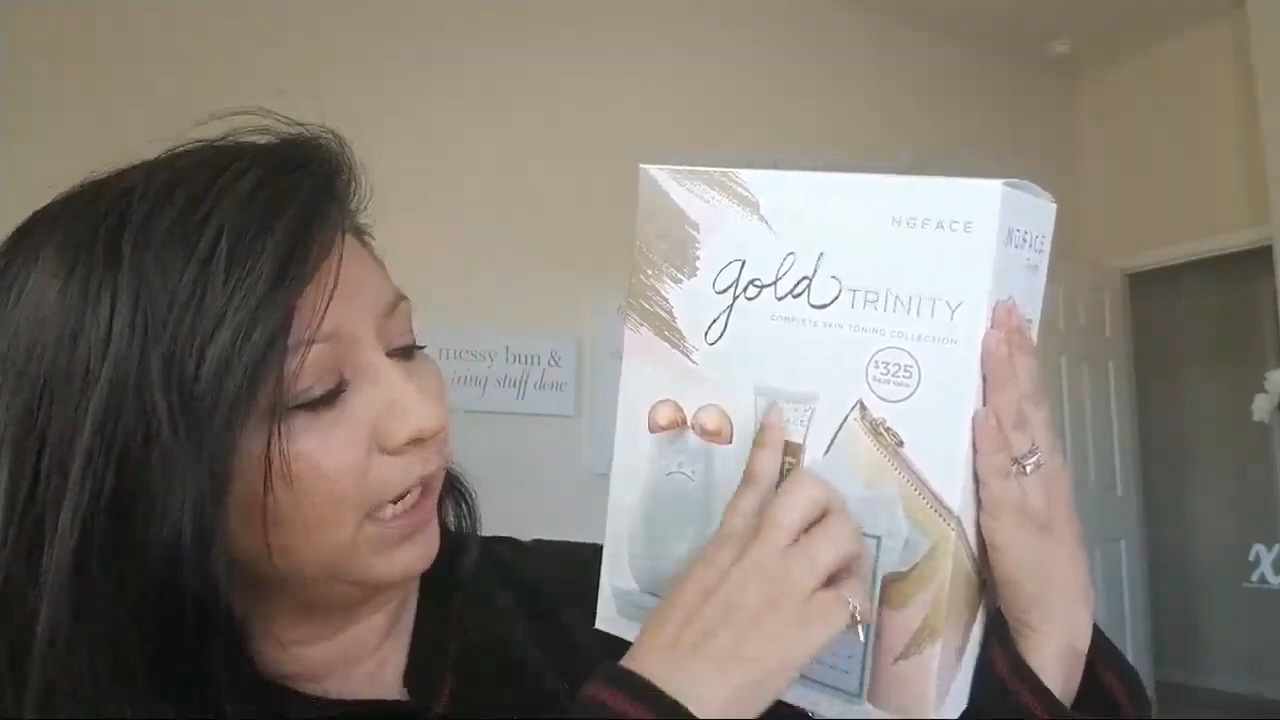 NUFACE
gold TRINITY
COMPLETE SKIN TONING COLLECTION
$325
NUFACE
messy bun &
stuff done
X